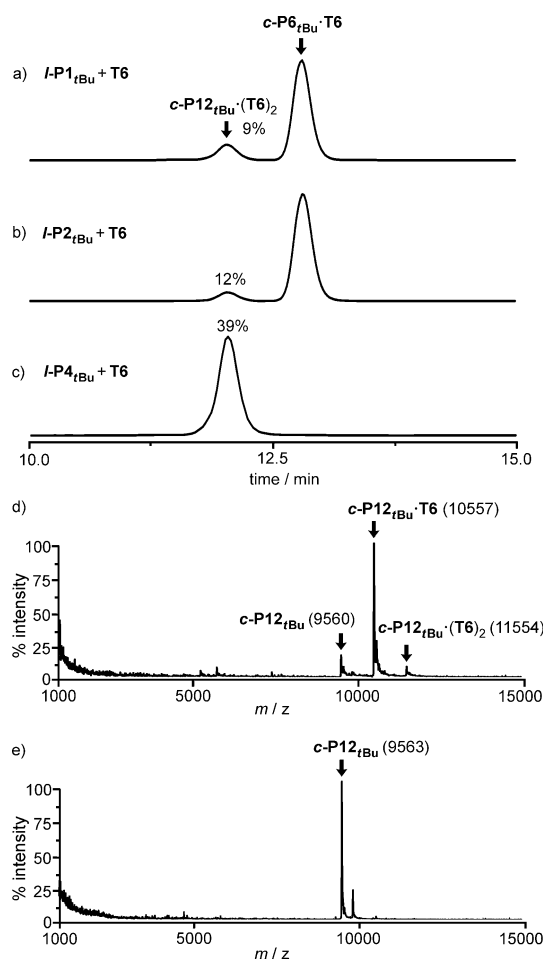 c-P6tBu·T6
a) l-P1tBu + T6
c-P12tBu·(T6)2
9%
b) l-P2tBu + T6
12%
39%
c) l-P4tBu + T6
10.0 12.5 15.0
time / min
d)
c-P12tBu·T6 (10557)
100
75
50
25
0
% intensity
c-P12tBu (9560)
c-P12tBu·(T6)2 (11554)
1000 5000 10000 15000
m / z
e)
c-P12tBu (9563)
100
75
50
25
0
% intensity
1000 5000 10000 15000
m / z